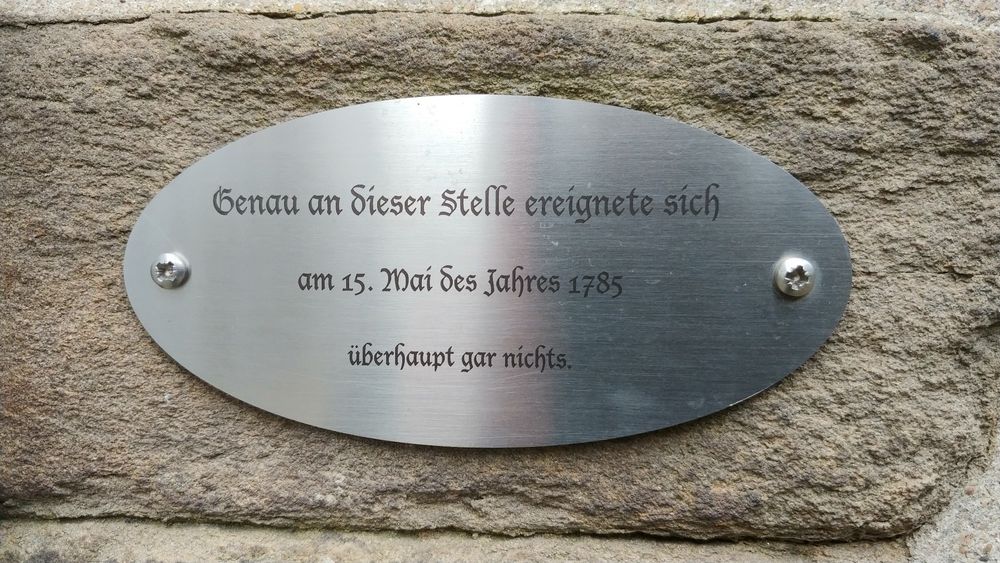 Genau an dieser Stelle ereignete sich
am 15. Mai des Jahres 1785
überhaupt gar nichts.